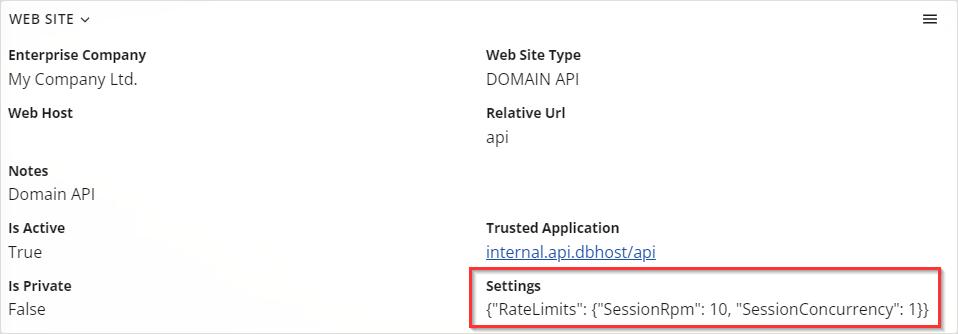 WEB SITE
Enterprise Company
My Company Ltd.
Web Site Type
DOMAIN API
Web Host
Relative Url
api
Notes
Domain API
Is Active
True
Trusted Application
internal.api.dbhost/api
Is Private
False
Settings
{"RateLimits": {"SessionRpm": 10, "SessionConcurrency": 1}}